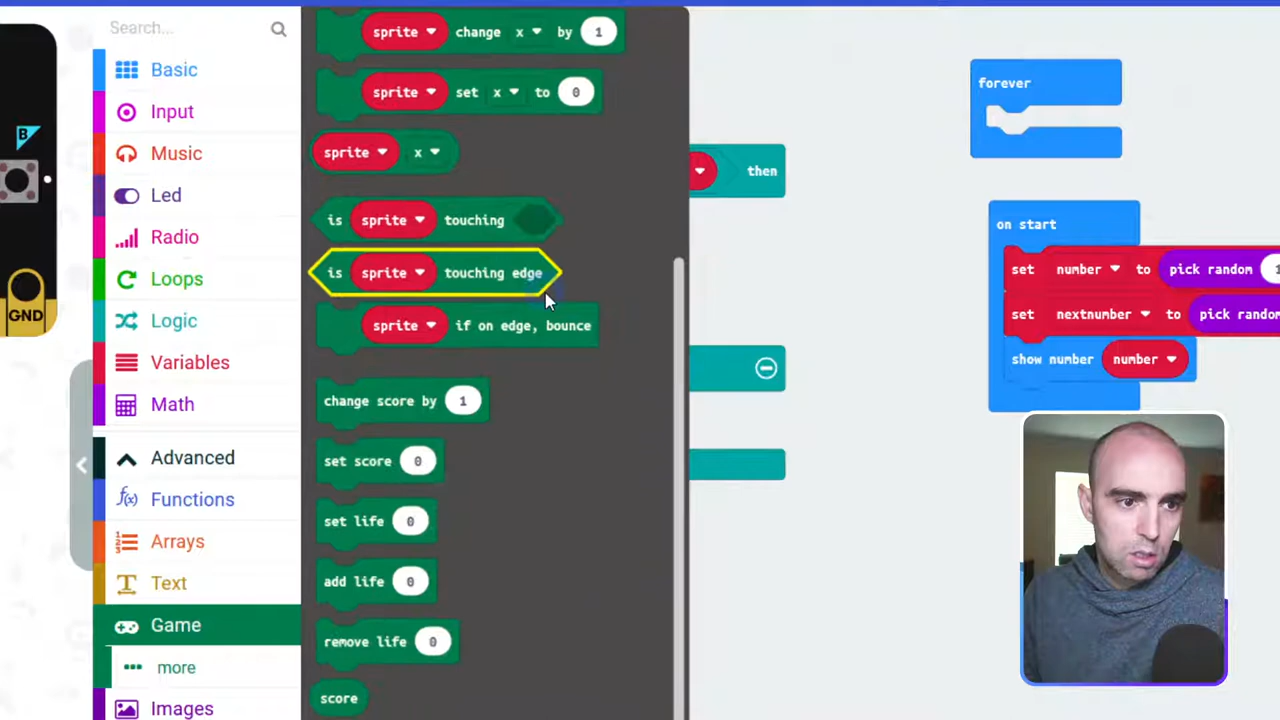 Search...
Basic
Input
Music
Led
Radio
Loops
Logic
Variables
Math
Advanced
f(x) Functions
Arrays
Text
Game
more
Images
B
GND
sprite change x by 1
sprite set x to 0
sprite x
is sprite touching
is sprite touching edge
sprite if on edge, bounce
change score by 1
set score 0
set life 0
add life 0
remove life 0
score
then
forever
on start
set number to pick random 1
set nextnumber to pick random
show number number